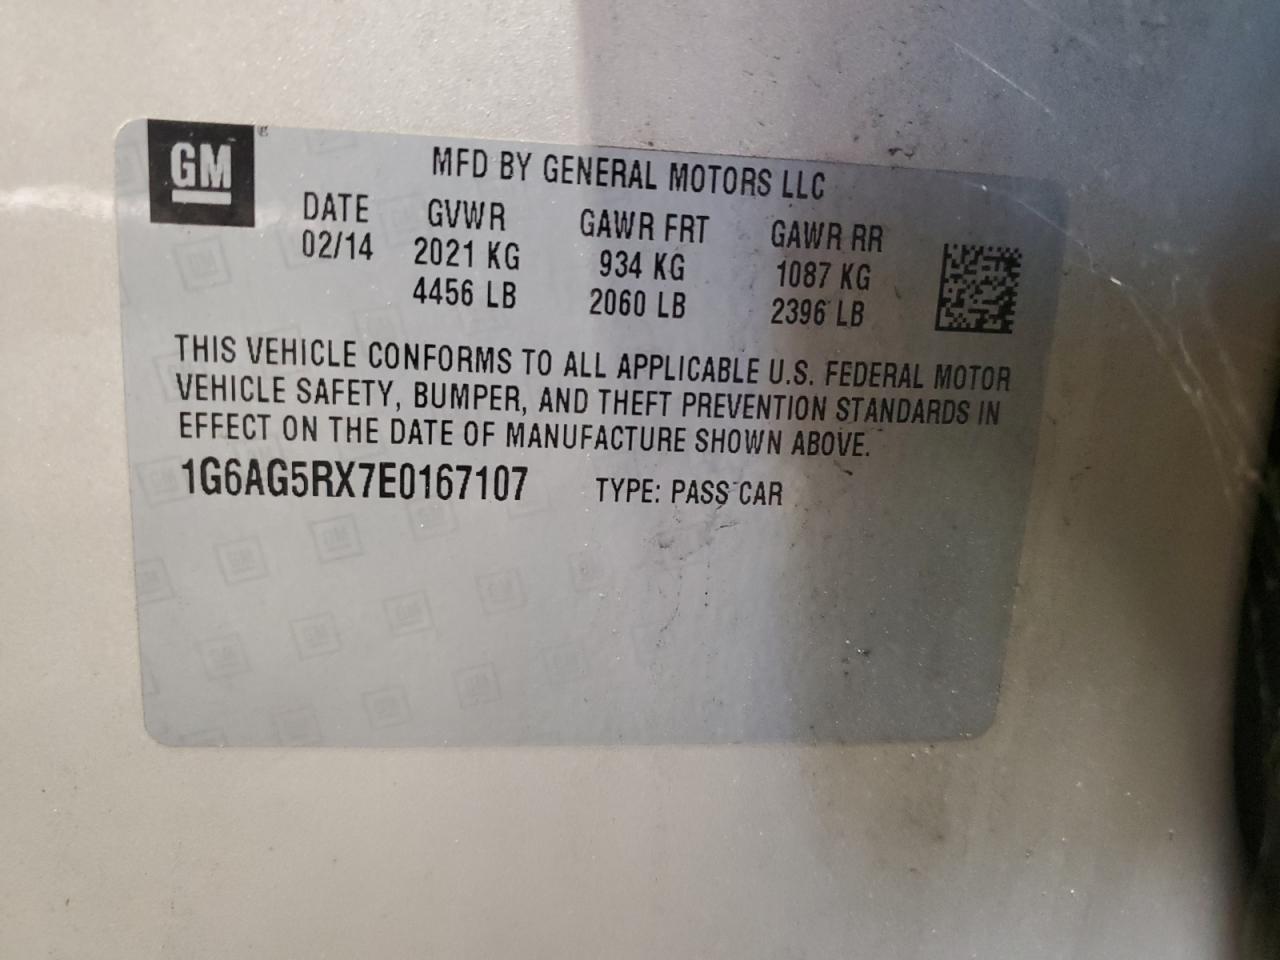 GM
MFD BY GENERAL MOTORS LLC
DATE GVWR GAWR FRT GAWR RR
02/14 2021 KG 934 KG 1087 KG
4456 LB 2060 LB 2396 LB
THIS VEHICLE CONFORMS TO ALL APPLICABLE U.S. FEDERAL MOTOR
VEHICLE SAFETY, BUMPER, AND THEFT PREVENTION STANDARDS IN
EFFECT ON THE DATE OF MANUFACTURE SHOWN ABOVE.
1G6AG5RX7E0167107 TYPE: PASS CAR